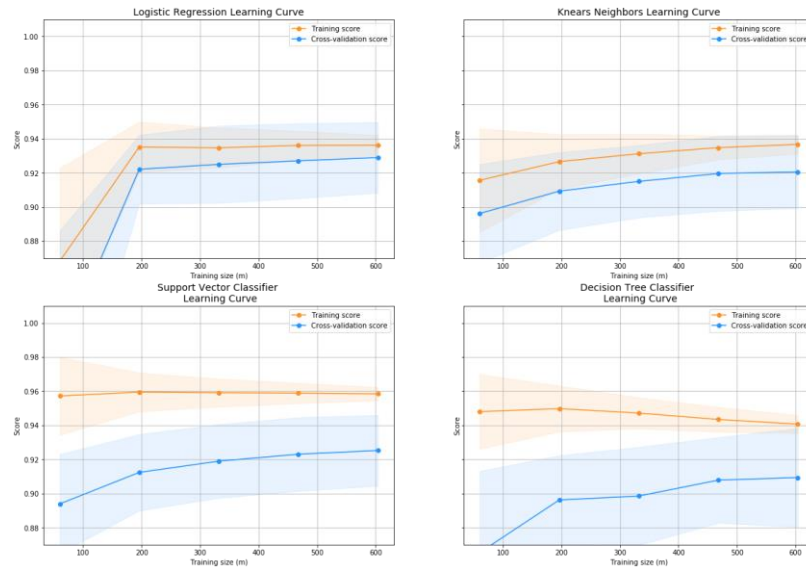 Logistic Regression Learning Curve
Training score
Cross-validation score
Score
1.00
0.98
0.96
0.94
0.92
0.90
0.88
100 200 300 400 500 600
Training size (m)
Knears Neighbors Learning Curve
Training score
Cross-validation score
100 200 300 400 500 600
Training size (m)
Support Vector Classifier
Learning Curve
Training score
Cross-validation score
Score
1.00
0.98
0.96
0.94
0.92
0.90
0.88
100 200 300 400 500 600
Training size (m)
Decision Tree Classifier
Learning Curve
Training score
Cross-validation score
100 200 300 400 500 600
Training size (m)